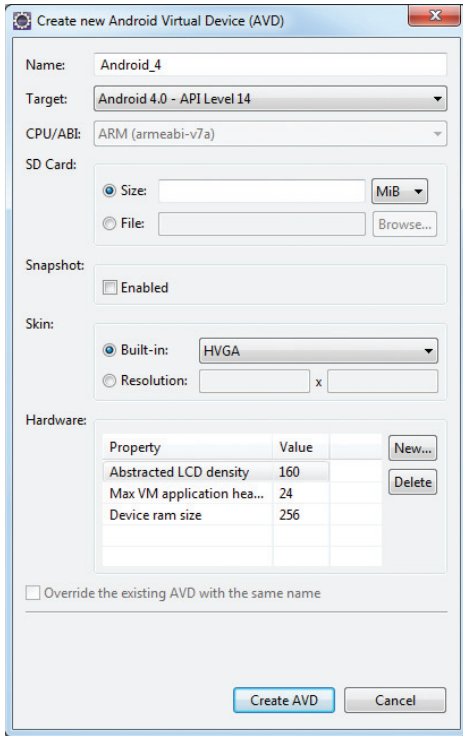 Create new Android Virtual Device (AVD)
Name: Android_4
Target: Android 4.0 - API Level 14
CPU/ABI: ARM (armeabi-v7a)
SD Card:
Size: MiB
File: Browse...
Snapshot:
Enabled
Skin:
Built-in: HVGA
Resolution: x
Hardware:
Property Value New...
Abstracted LCD density 160
Delete
Max VM application hea... 24
Device ram size 256
Override the existing AVD with the same name
Create AVD Cancel